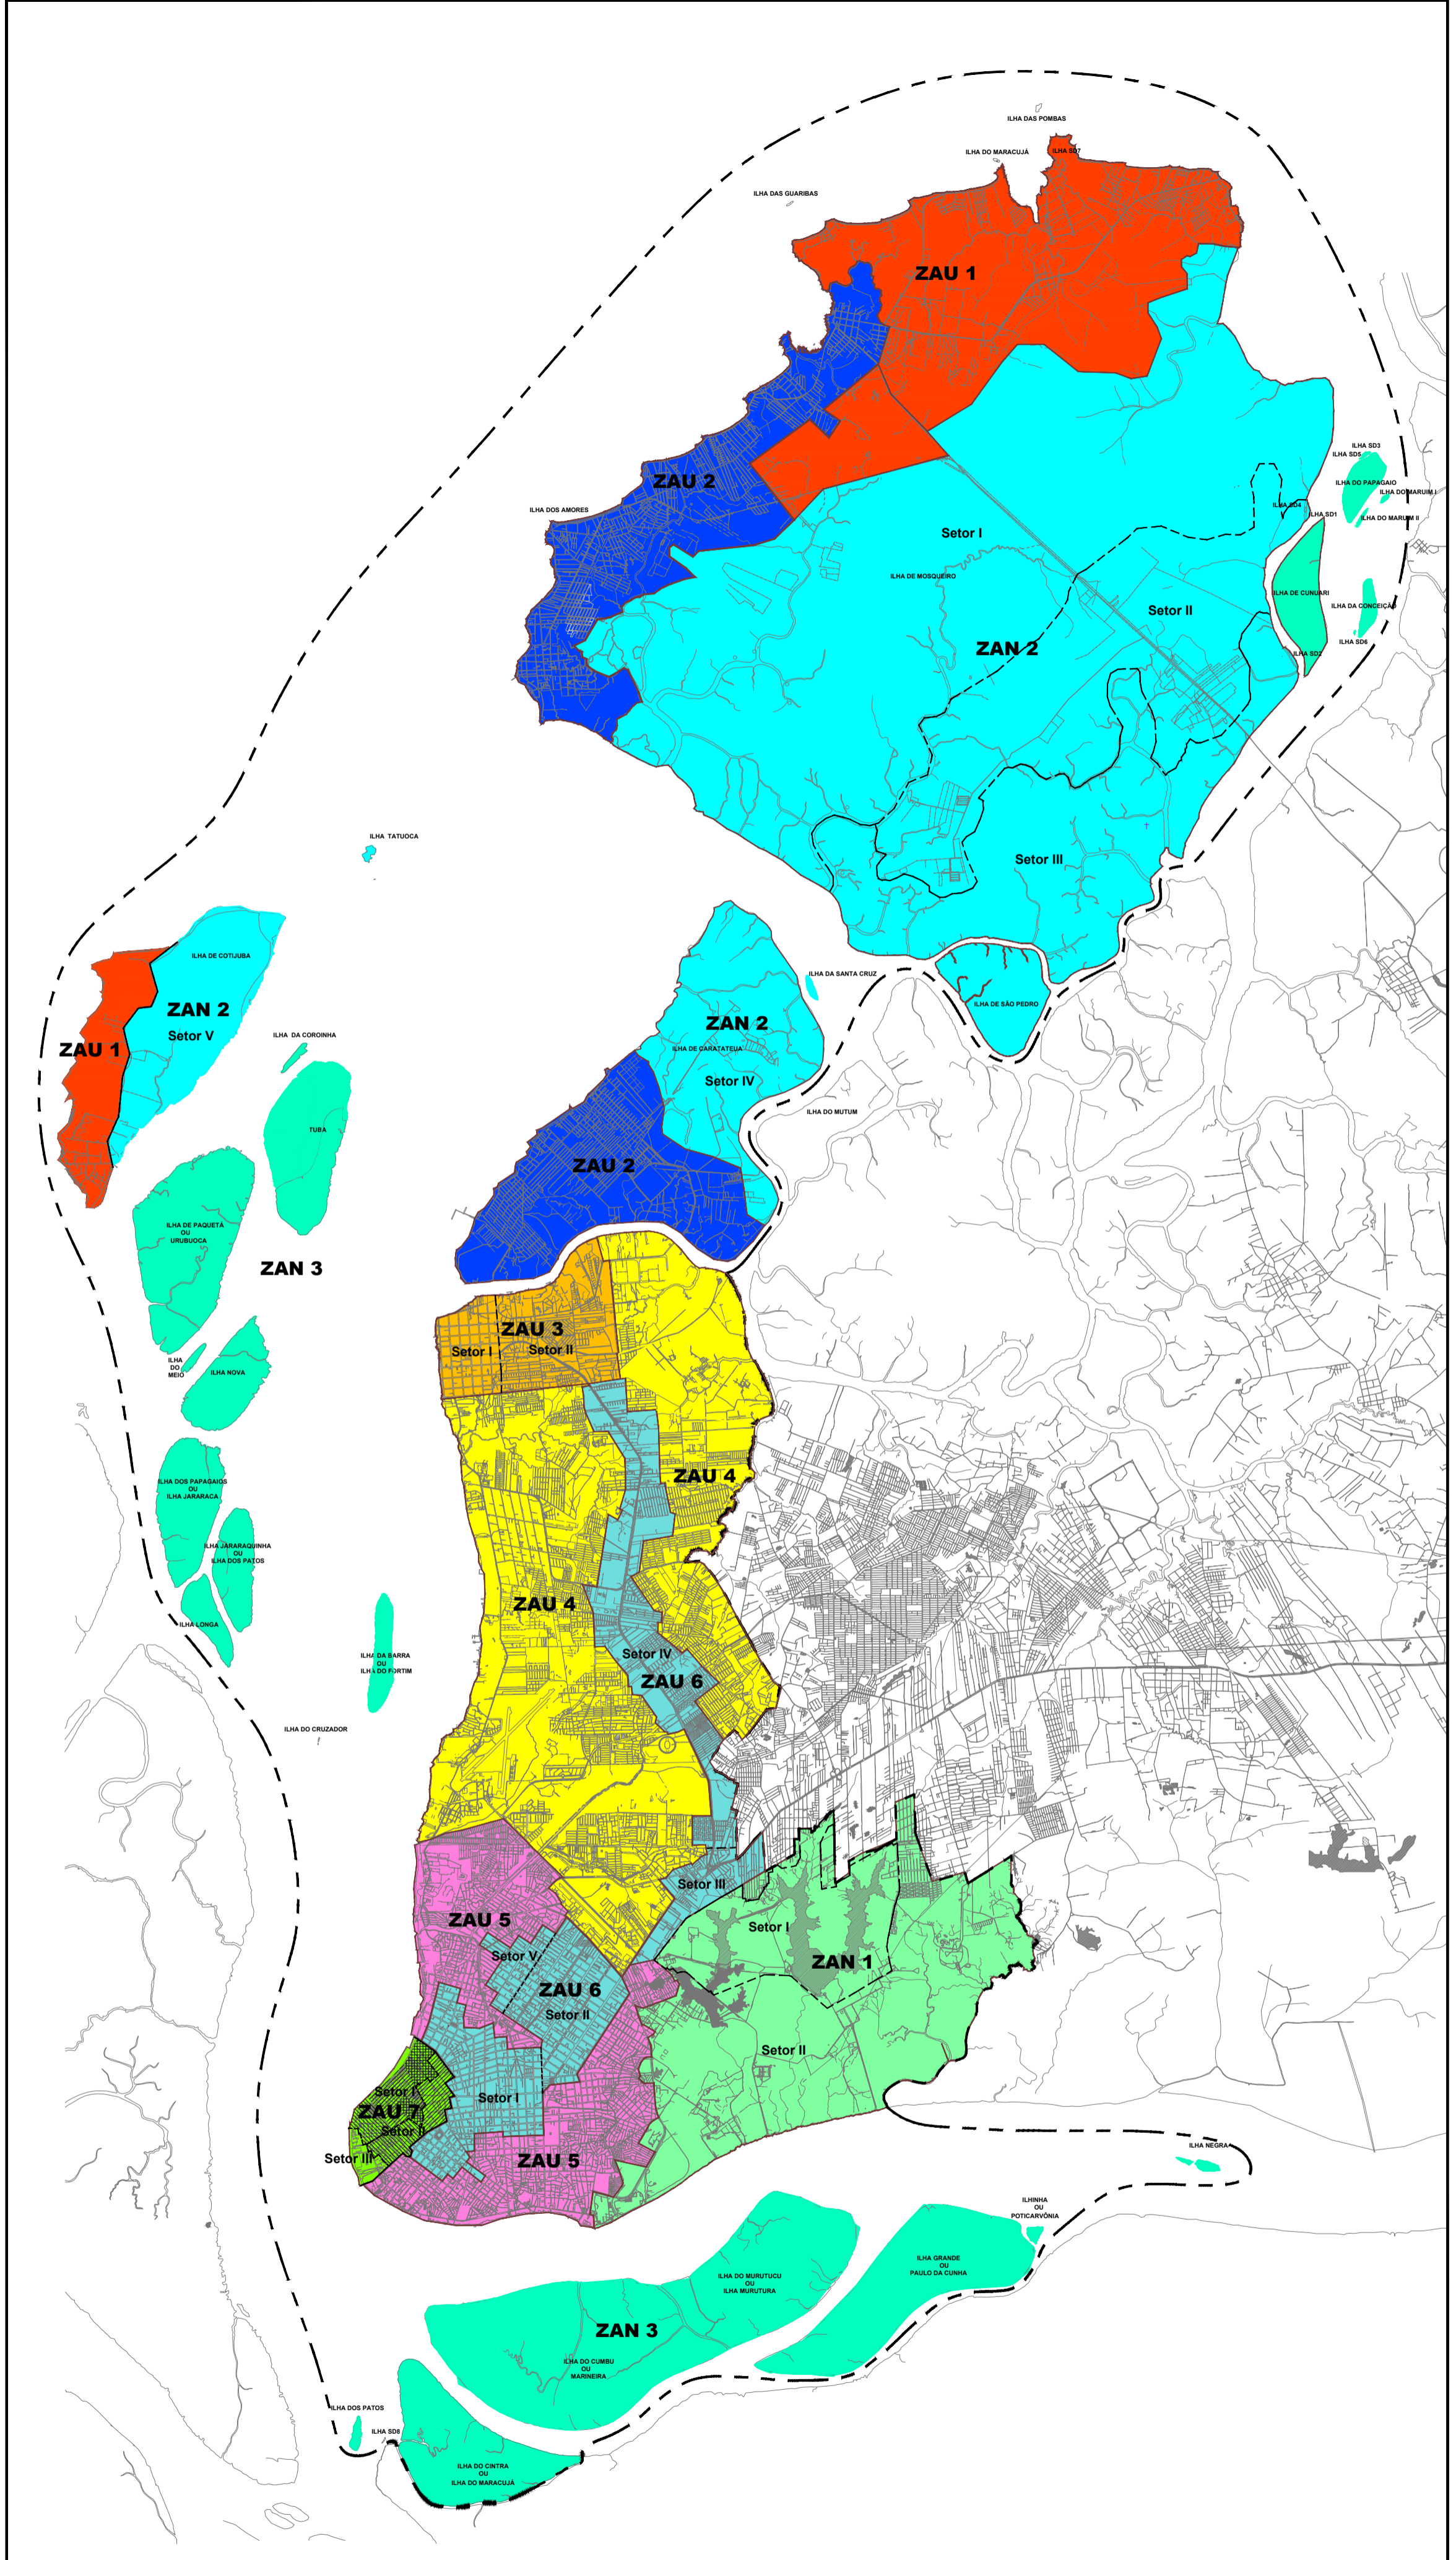 ILHA DAS POMBAS
ILHA DO MARACUJÁ
ILHA SD7
ILHA DAS GUARIBAS
ZAU 1
ILHA SD3
ILHA SD5
ZAU 2
ILHA DO PAPAGAIO
ILHA DO MARUIM I
ILHA SD4
ILHA DOS AMORES
ILHA SD1
ILHA DO MARUIM II
Setor I
ILHA DE MOSQUEIRO
ILHA DE CUNUARI
ILHA DA CONCEIÇÃO
Setor II
ILHA SD6
ZAN 2
ILHA SD2
ILHA TATUOCA
Setor III
ILHA DE COTIJUBA
ILHA DA SANTA CRUZ
ILHA DE SÃO PEDRO
ZAN 2
Setor V
ZAN 2
ILHA DA COROINHA
ZAU 1
ILHA DE CARATATEUA
Setor IV
ILHA DO MUTUM
TUBA
ZAU 2
ILHA DE PAQUETÁ
OU
URUBUOCA
ZAN 3
ZAU 3
Setor I
Setor II
ILHA
DO
MEIO
ILHA NOVA
ZAU 4
ILHA DOS PAPAGAIOS
OU
ILHA JARARACA
ILHA JARARAQUINHA
OU
ILHA DOS PATOS
ZAU 4
ILHA LONGA
Setor IV
ILHA DA BARRA
OU
ILHA DO FORTIM
ZAU 6
ILHA DO CRUZADOR
Setor III
ZAU 5
Setor I
Setor V
ZAN 1
ZAU 6
Setor II
Setor II
Setor I
Setor I
ZAU 7
Setor II
Setor III
ZAU 5
ILHA NEGRA
ILHINHA
OU
POTICARVÔNIA
ILHA GRANDE
OU
PAULO DA CUNHA
ILHA DO MURUTUCU
OU
ILHA MURUTURA
ZAN 3
ILHA DO CUMBU
OU
MARINEIRA
ILHA DOS PATOS
ILHA SD8
ILHA DO CINTRA
OU
ILHA DO MARACUJÁ